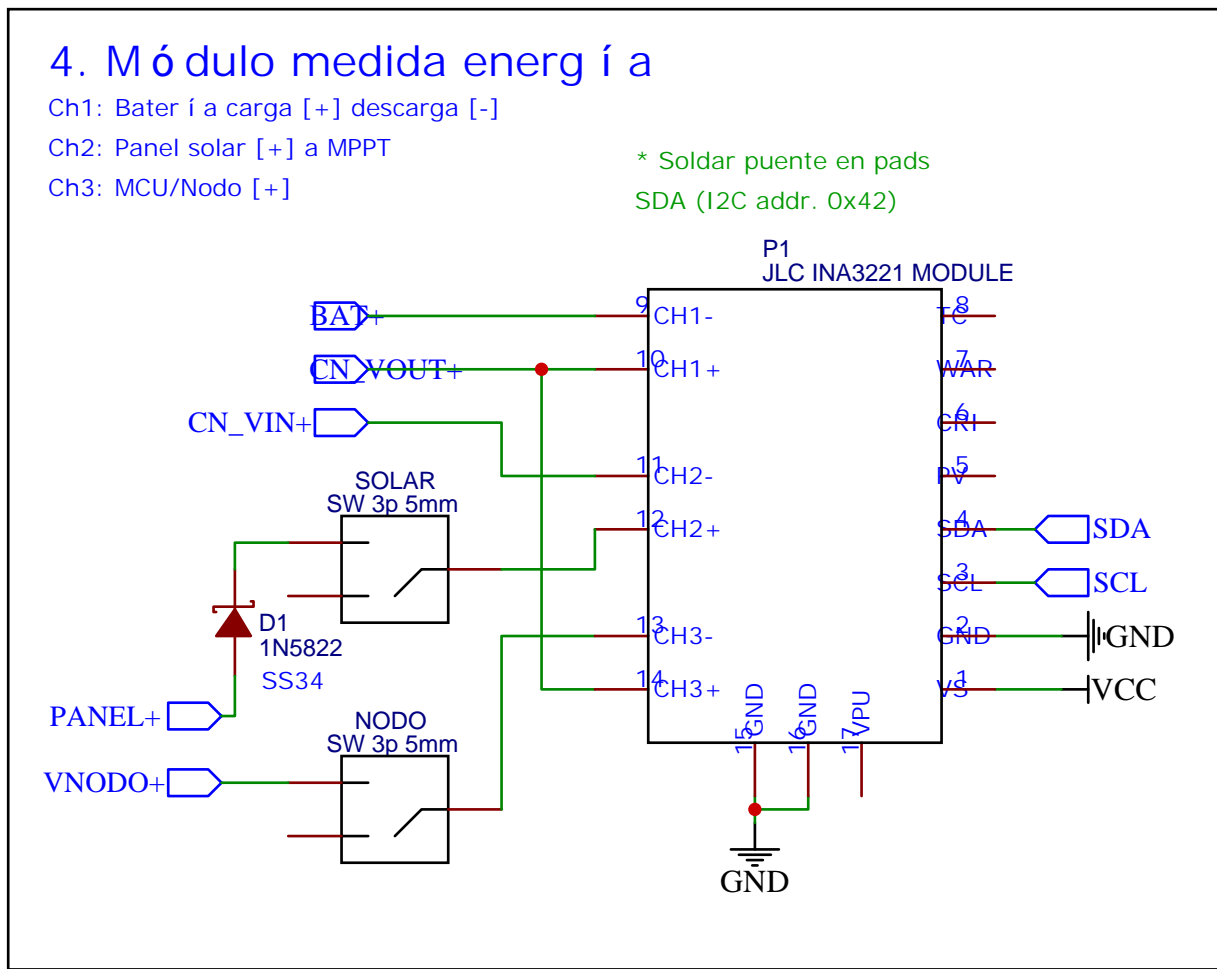 4. Módulo medida energía
Ch1: Batería carga [+] descarga [-]
Ch2: Panel solar [+] a MPPT
Ch3: MCU/Nodo [+]
* Soldar puente en pads
SDA (I2C addr. 0x42)
P1
JLC INA3221 MODULE
BAT+
9
CH1-
TC
8
CN_VOUT+
10
CH1+
WAR
7
CN_VIN+
CRI
6
11
CH2-
PV
5
SOLAR
SW 3p 5mm
12
CH2+
SDA
4
SDA
SCL
3
SCL
D1
1N5822
SS34
13
CH3-
GND
2
GND
14
CH3+
VS
1
VCC
PANEL+
NODO
SW 3p 5mm
VNODO+
15
GND
16
GND
17
VPU
GND